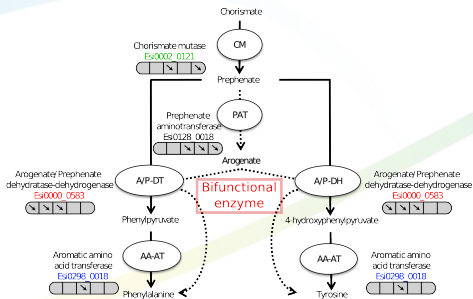 Chorismate
Chorismate mutase
Esi0002_0121
CM
Prephenate
Prephenate
aminotransferase
Esi0128_0018
PAT
Arogenate
Arogenate/Prephenate
dehydratase-dehydrogenase
Esi0000_0583
A/P-DT
Bifunctional
enzyme
A/P-DH
Arogenate/Prephenate
dehydratase-dehydrogenase
Esi0000_0583
Phenylpyruvate
4-hydroxyphenylpyruvate
Aromatic amino
acid transferase
Esi0298_0018
AA-AT
AA-AT
Aromatic amino
acid transferase
Esi0298_0018
Phenylalanine
Tyrosine